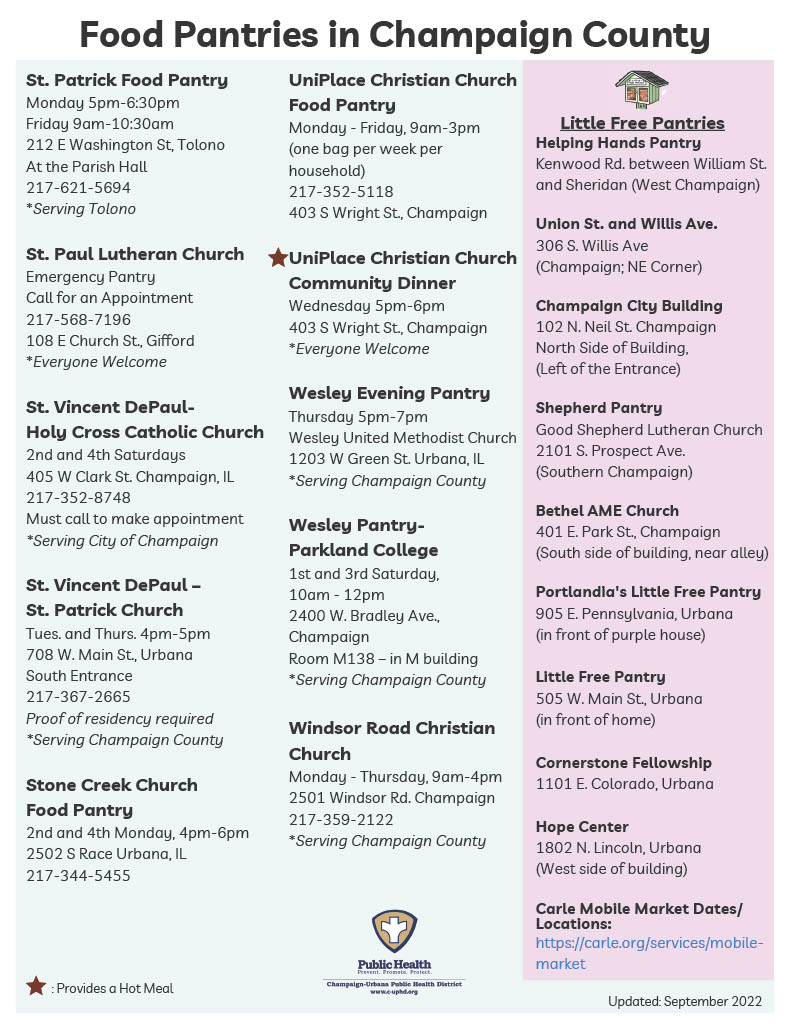 Food Pantries in Champaign County
St. Patrick Food Pantry
Monday 5pm-6:30pm
Friday 9am-10:30am
212 E Washington St, Tolono
At the Parish Hall
217-621-5694
*Serving Tolono
St. Paul Lutheran Church
Emergency Pantry
Call for an Appointment
217-568-7196
108 E Church St., Gifford
*Everyone Welcome
St. Vincent DePaul-
Holy Cross Catholic Church
2nd and 4th Saturdays
405 W Clark St. Champaign, IL
217-352-8748
Must call to make appointment
*Serving City of Champaign
St. Vincent DePaul –
St. Patrick Church
Tues. and Thurs. 4pm-5pm
708 W. Main St., Urbana
South Entrance
217-367-2665
Proof of residency required
*Serving Champaign County
Stone Creek Church
Food Pantry
2nd and 4th Monday, 4pm-6pm
2502 S Race Urbana, IL
217-344-5455
: Provides a Hot Meal
UniPlace Christian Church
Food Pantry
Monday - Friday, 9am-3pm
(one bag per week per
household)
217-352-5118
403 S Wright St., Champaign
UniPlace Christian Church
Community Dinner
Wednesday 5pm-6pm
403 S Wright St., Champaign
*Everyone Welcome
Wesley Evening Pantry
Thursday 5pm-7pm
Wesley United Methodist Church
1203 W Green St. Urbana, IL
*Serving Champaign County
Wesley Pantry-
Parkland College
1st and 3rd Saturday,
10am - 12pm
2400 W. Bradley Ave.,
Champaign
Room M138 – in M building
*Serving Champaign County
Windsor Road Christian
Church
Monday - Thursday, 9am-4pm
2501 Windsor Rd. Champaign
217-359-2122
*Serving Champaign County
Public Health
Prevent. Promote. Protect.
Champaign-Urbana Public Health District
www.c-uphd.org
Little Free Pantries
Helping Hands Pantry
Kenwood Rd. between William St.
and Sheridan (West Champaign)
Union St. and Willis Ave.
306 S. Willis Ave
(Champaign; NE Corner)
Champaign City Building
102 N. Neil St. Champaign
North Side of Building,
(Left of the Entrance)
Shepherd Pantry
Good Shepherd Lutheran Church
2101 S. Prospect Ave.
(Southern Champaign)
Bethel AME Church
401 E. Park St., Champaign
(South side of building, near alley)
Portlandia's Little Free Pantry
905 E. Pennsylvania, Urbana
(in front of purple house)
Little Free Pantry
505 W. Main St., Urbana
(in front of home)
Cornerstone Fellowship
1101 E. Colorado, Urbana
Hope Center
1802 N. Lincoln, Urbana
(West side of building)
Carle Mobile Market Dates/
Locations:
https://carle.org/services/mobile-
market
Updated: September 2022